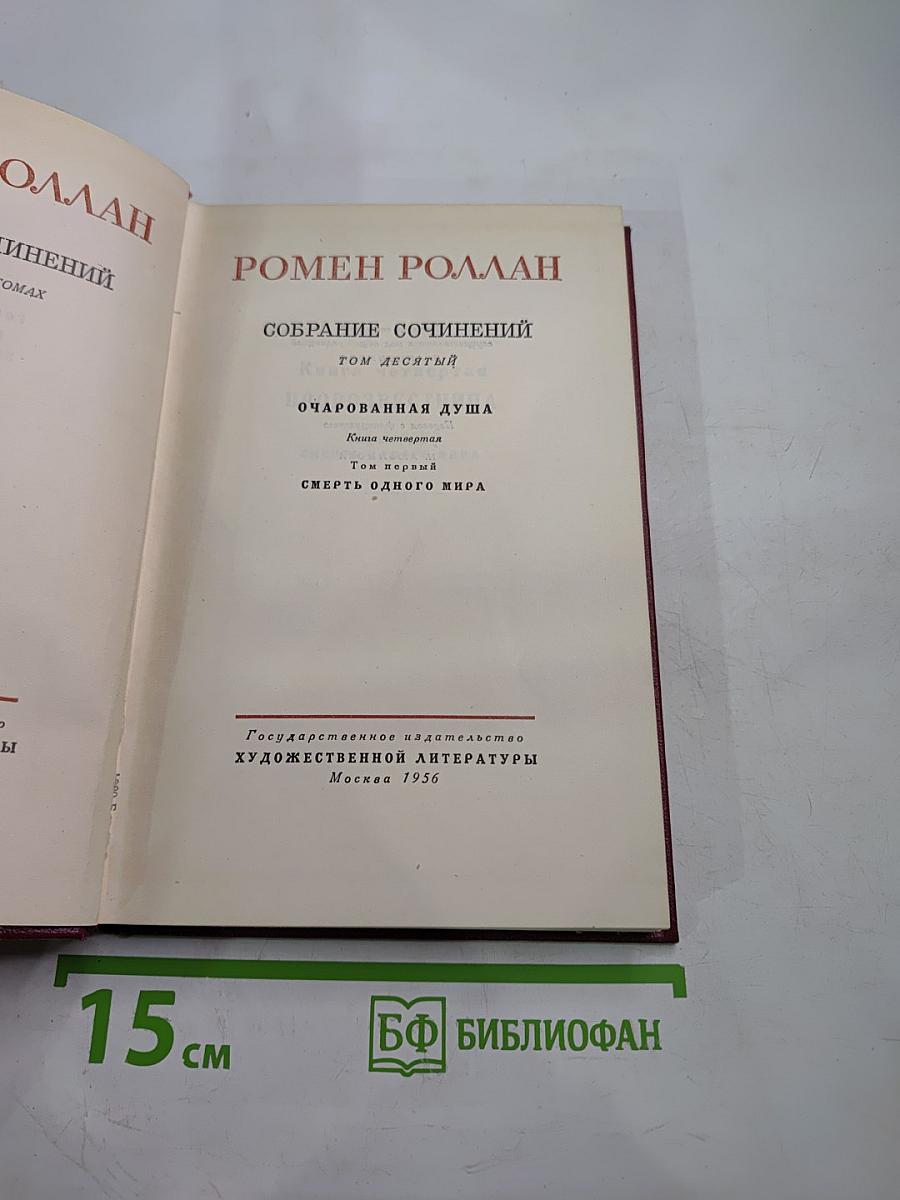 ОЛЛАН
ЧИНЕНИЙ
ТОМАХ
РОМЕН РОЛЛАН
СОБРАНИЕ СОЧИНЕНИЙ
ТОМ ДЕСЯТЫЙ
ОЧАРОВАННАЯ ДУША
Книга четвертая
Том первый
СМЕРТЬ ОДНОГО МИРА
Государственное издательство
ХУДОЖЕСТВЕННОЙ ЛИТЕРАТУРЫ
Москва 1956
15 см
БФ БИБЛИОФАН